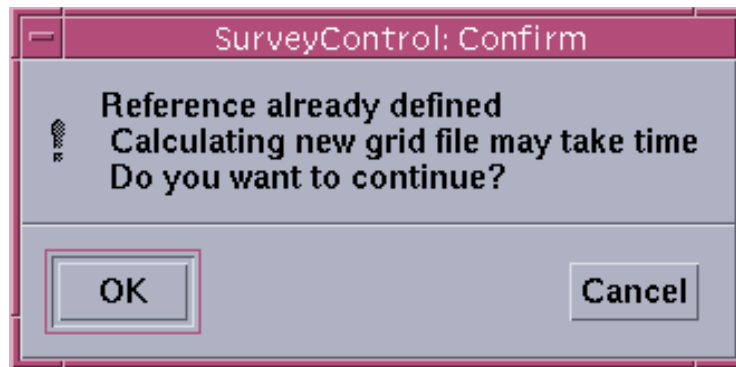 SurveyControl: Confirm
Reference already defined
Calculating new grid file may take time
Do you want to continue?
OK
Cancel